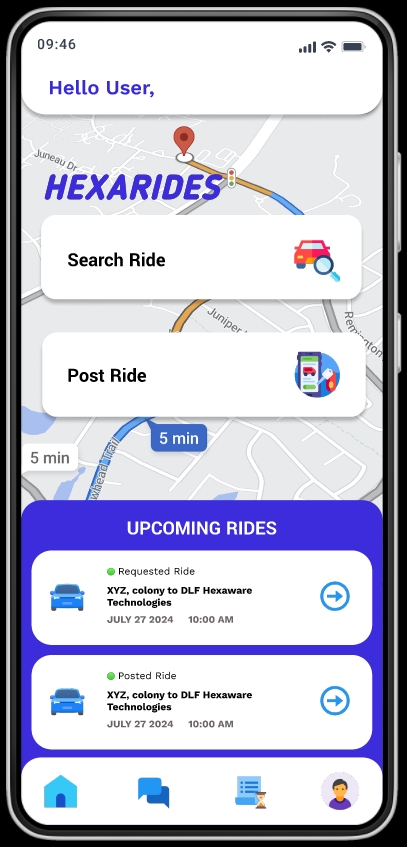 09:46
Hello User,
Juneau Dr
HEXARIDES
Search Ride
Juniper
Remington
Post Ride
5 min
5 min
whead Trail
UPCOMING RIDES
Requested Ride
XYZ, colony to DLF Hexaware
Technologies
JULY 27 2024 10:00 AM
Posted Ride
XYZ, colony to DLF Hexaware
Technologies
JULY 27 2024 10:00 AM